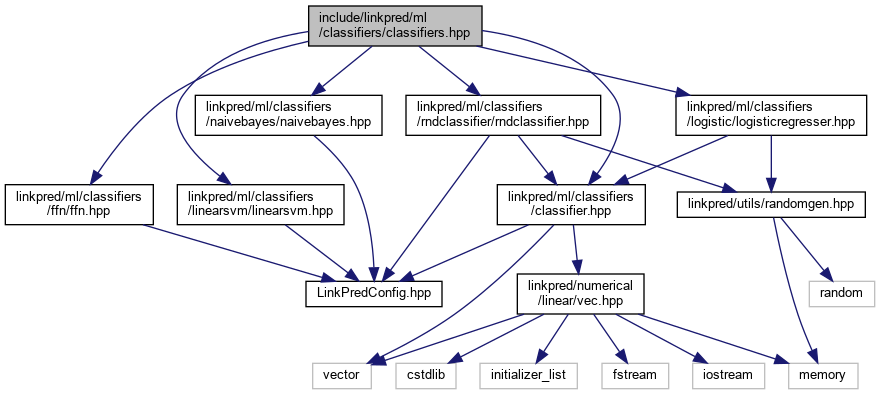 include/linkpred/ml
/classifiers/classifiers.hpp
linkpred/ml/classifiers
/naivebayes/naivebayes.hpp
linkpred/ml/classifiers
/rndclassifier/rndclassifier.hpp
linkpred/ml/classifiers
/logistic/logisticregresser.hpp
linkpred/ml/classifiers
/ffn/ffn.hpp
linkpred/ml/classifiers
/linearsvm/linearsvm.hpp
linkpred/ml/classifiers
/classifier.hpp
linkpred/utils/randomgen.hpp
LinkPredConfig.hpp
linkpred/numerical
/linear/vec.hpp
random
vector
cstdlib
initializer_list
fstream
iostream
memory